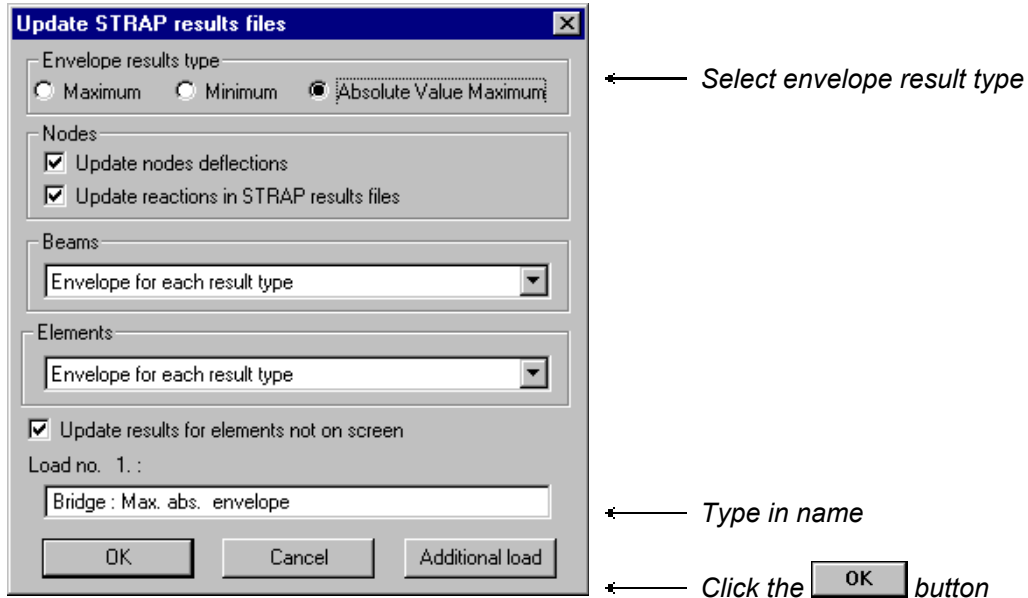 Update STRAP results files
Envelope results type
Maximum Minimum Absolute Value Maximum
Select envelope result type
Nodes
Update nodes deflections
Update reactions in STRAP results files
Beams
Envelope for each result type
Elements
Envelope for each result type
Update results for elements not on screen
Load no. 1. :
Bridge : Max. abs. envelope
Type in name
OK Cancel Additional load
Click the OK button